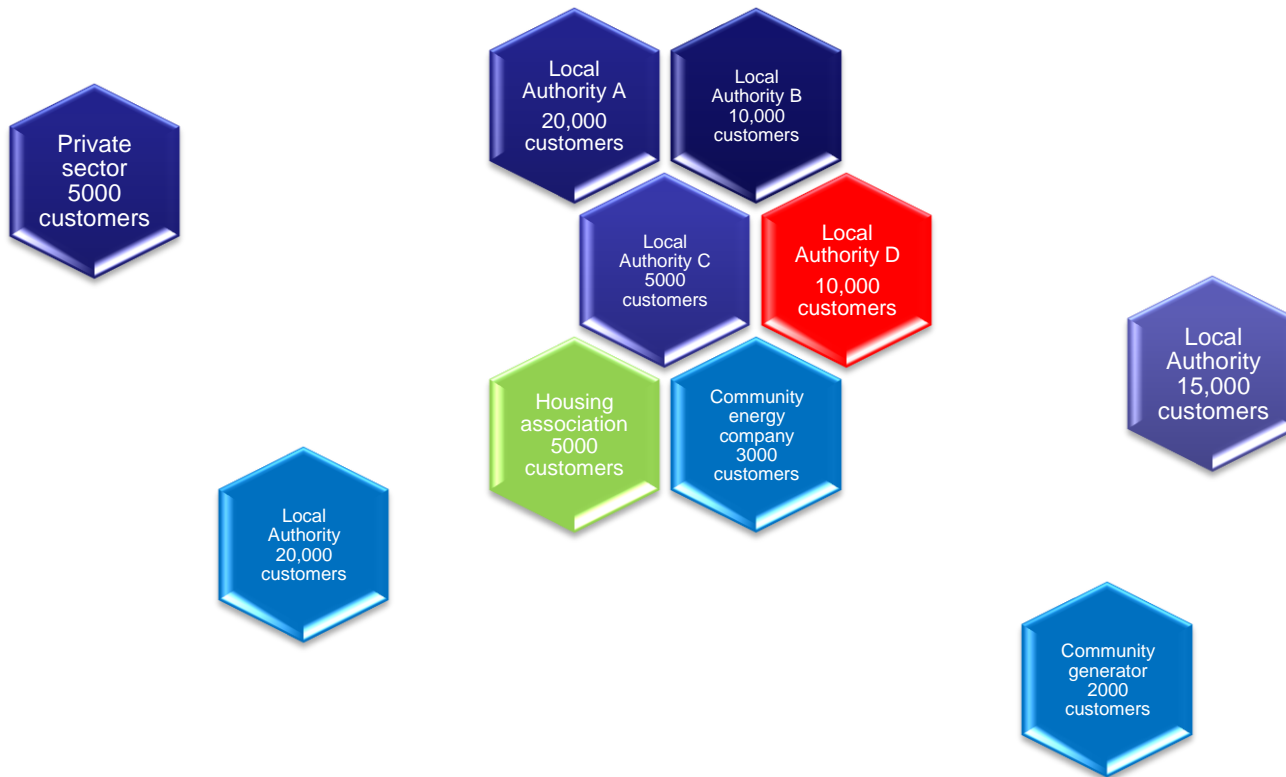 Local
Authority A
20,000
customers
Local
Authority B
10,000
customers
Private
sector
5000
customers
Local
Authority C
5000
customers
Local
Authority D
10,000
customers
Local
Authority
15,000
customers
Housing
association
5000
customers
Community
energy
company
3000
customers
Local
Authority
20,000
customers
Community
generator
2000
customers